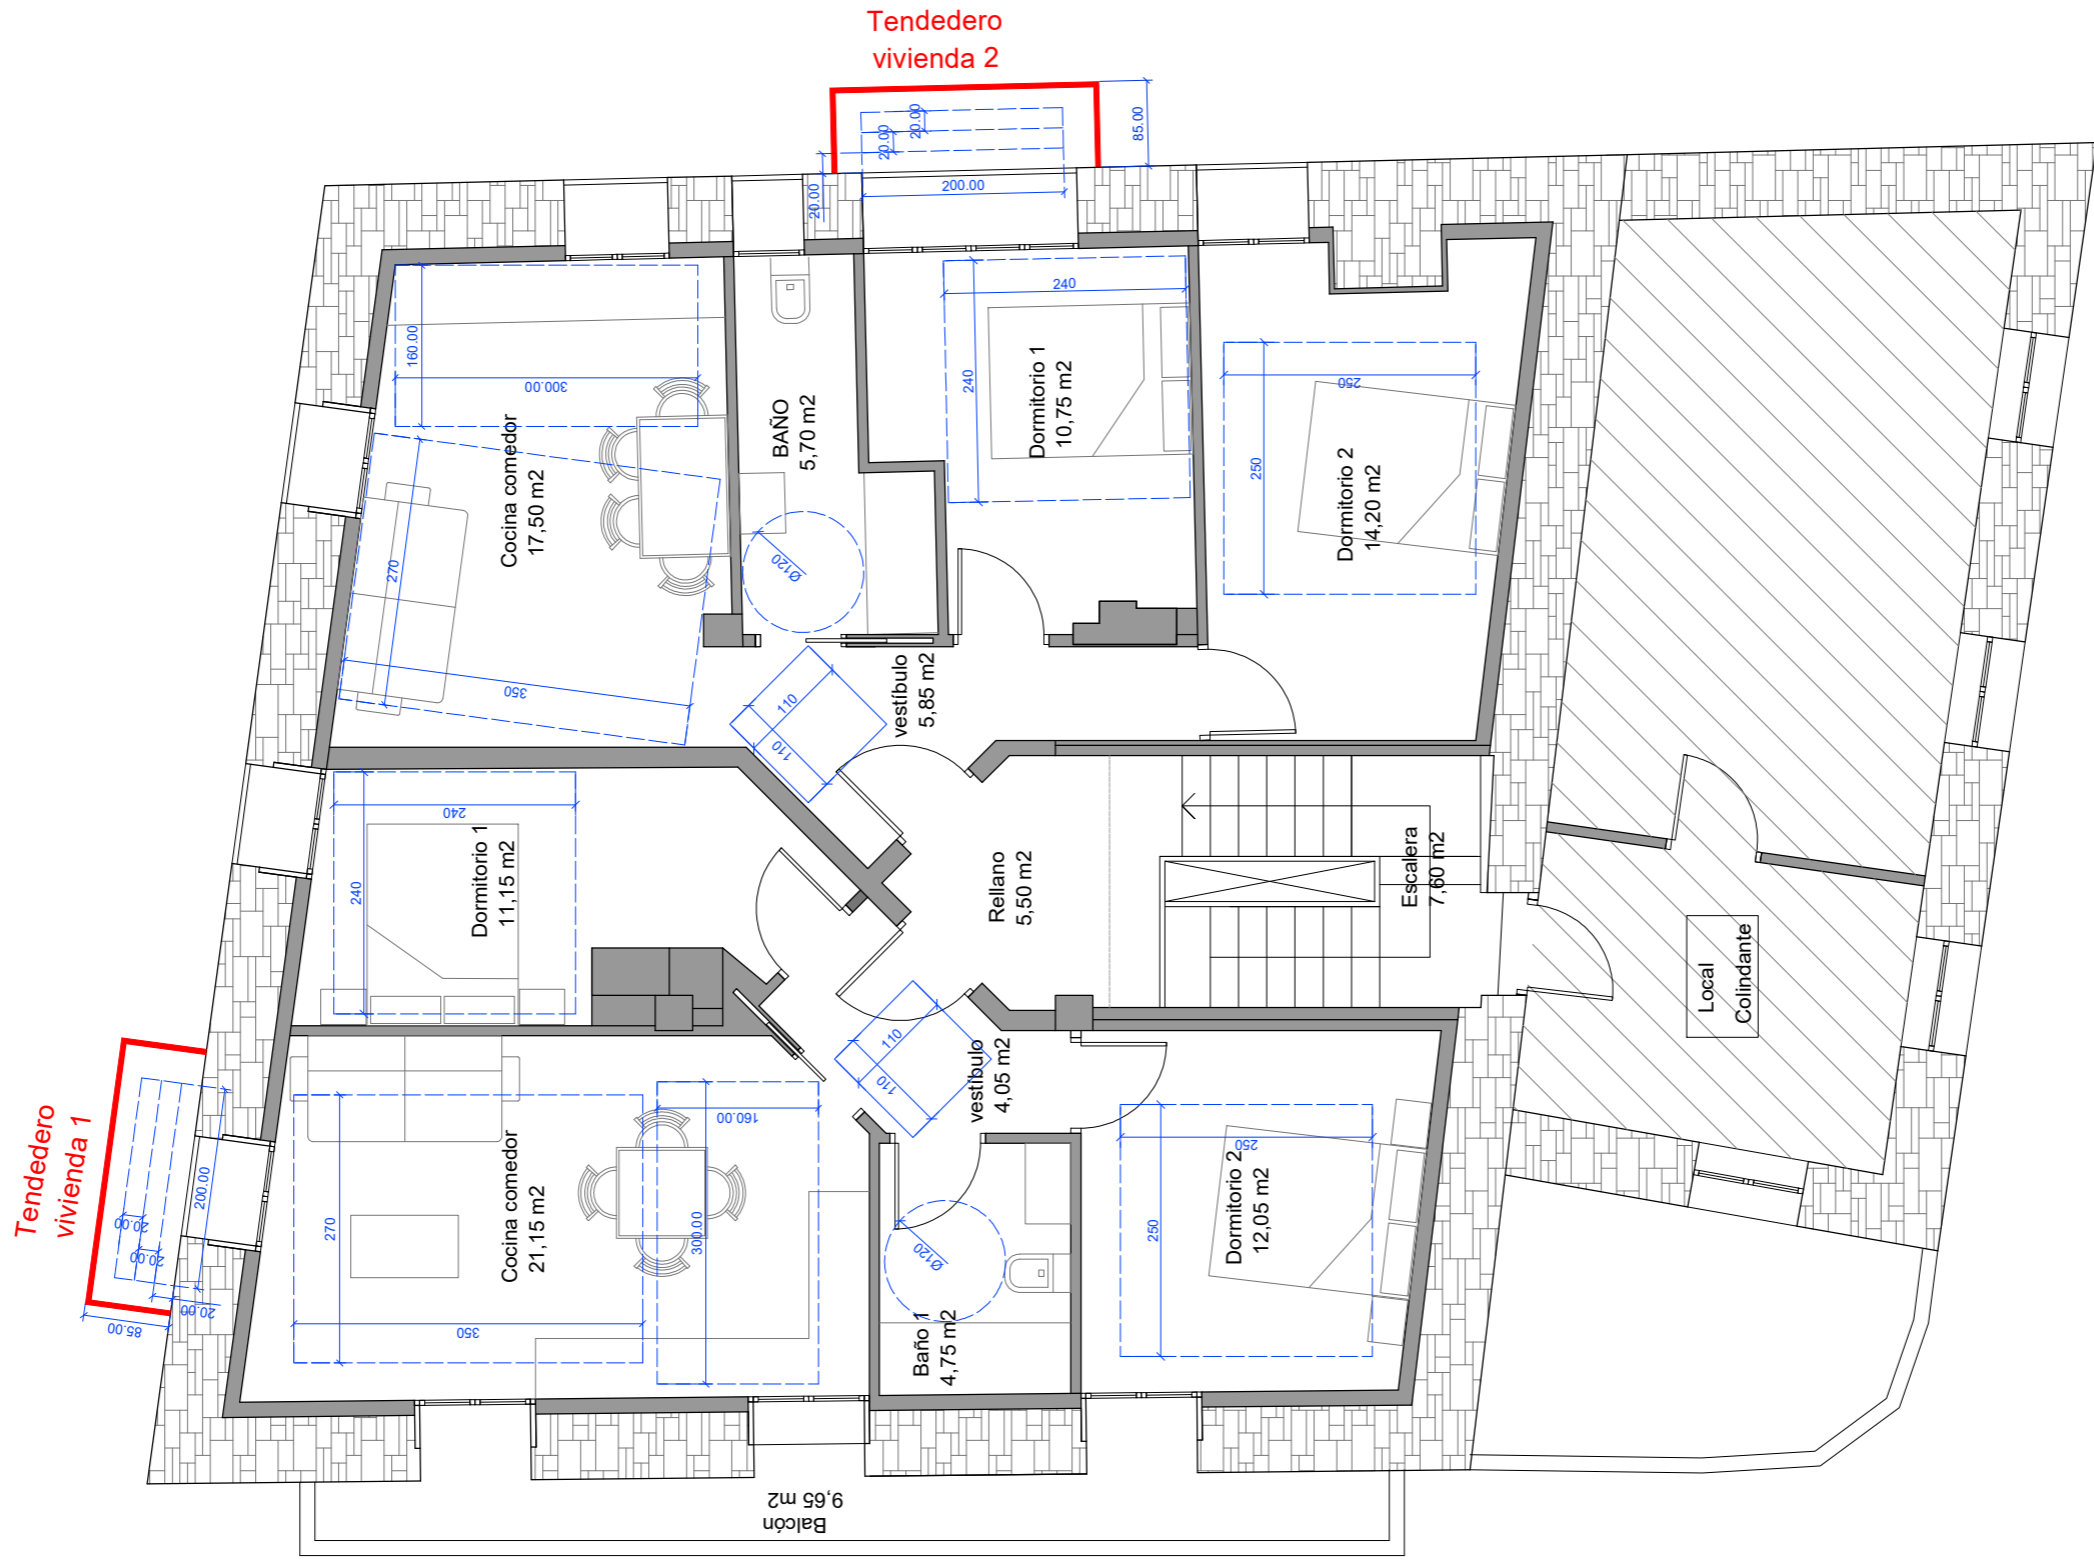 Tendedero
vivienda 2
20.00
20.00
85.00
20.00
200.00
160.00
300.00
Cocina comedor
17,50 m2
270
350
BAÑO
5,70 m2
Ø120
240
240
Dormitorio 1
10,75 m2
250
250
Dormitorio 2
14,20 m2
110
110
vestíbulo
5,85 m2
240
240
Dormitorio 1
11,15 m2
Rellano
5,50 m2
Escalera
7,60 m2
Local
Colindante
Tendedero
vivienda 1
200.00
20.00
20.00
20.00
85.00
270
350
Cocina comedor
21,15 m2
160.00
300.00
110
110
vestíbulo
4,05 m2
Ø120
Baño 1
4,75 m2
250
250
Dormitorio 2
12,05 m2
Balcón
9,65 m2